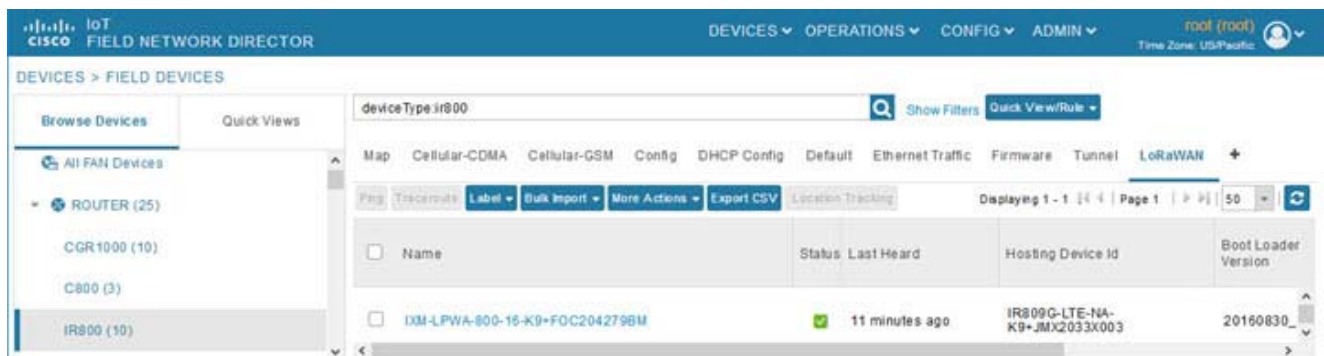 IoT
CISCO FIELD NETWORK DIRECTOR
DEVICES OPERATIONS CONFIG ADMIN
root (root)
Time Zone: US/Pacific
DEVICES > FIELD DEVICES
Browse Devices
Quick Views
All FAN Devices
ROUTER (25)
CGR1000 (10)
C800 (3)
IR800 (10)
deviceType:ir800
Show Filters
Quick View/Rule
Map Cellular-CDMA Cellular-GSM Config DHCP Config Default Ethernet Traffic Firmware Tunnel LoRaWAN +
Ping Traceroute Label Bulk Import More Actions Export CSV Location Tracking
Displaying 1 - 1 | Page 1 | 50
Name Status Last Heard Hosting Device Id Boot Loader Version
IXM-LPWA-800-16-K9+FOC204279BM 11 minutes ago
IR809G-LTE-NA-
K9+JMX2033X003
20160830_